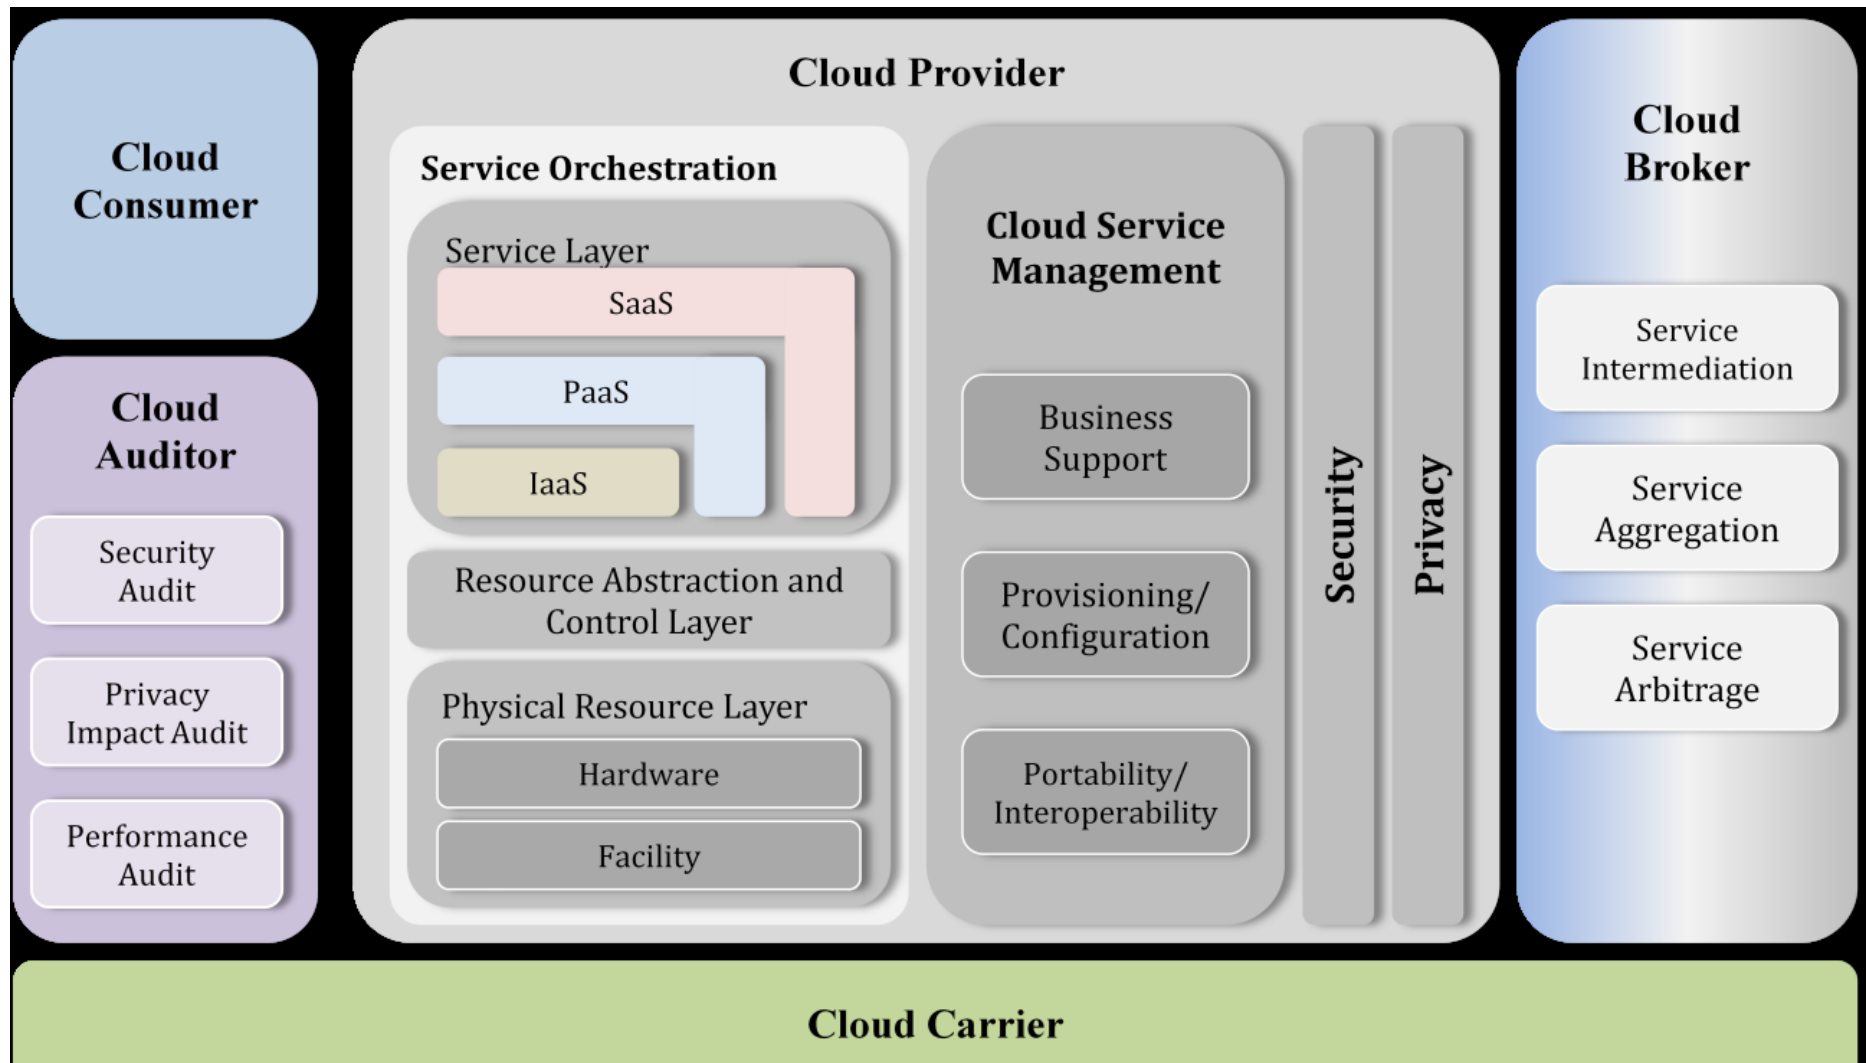 Cloud
Consumer
Cloud
Auditor
Security
Audit
Privacy
Impact Audit
Performance
Audit
Cloud Provider
Service Orchestration
Service Layer
SaaS
PaaS
IaaS
Resource Abstraction and
Control Layer
Physical Resource Layer
Hardware
Facility
Cloud Service
Management
Business
Support
Provisioning/
Configuration
Portability/
Interoperability
Security
Privacy
Cloud
Broker
Service
Intermediation
Service
Aggregation
Service
Arbitrage
Cloud Carrier